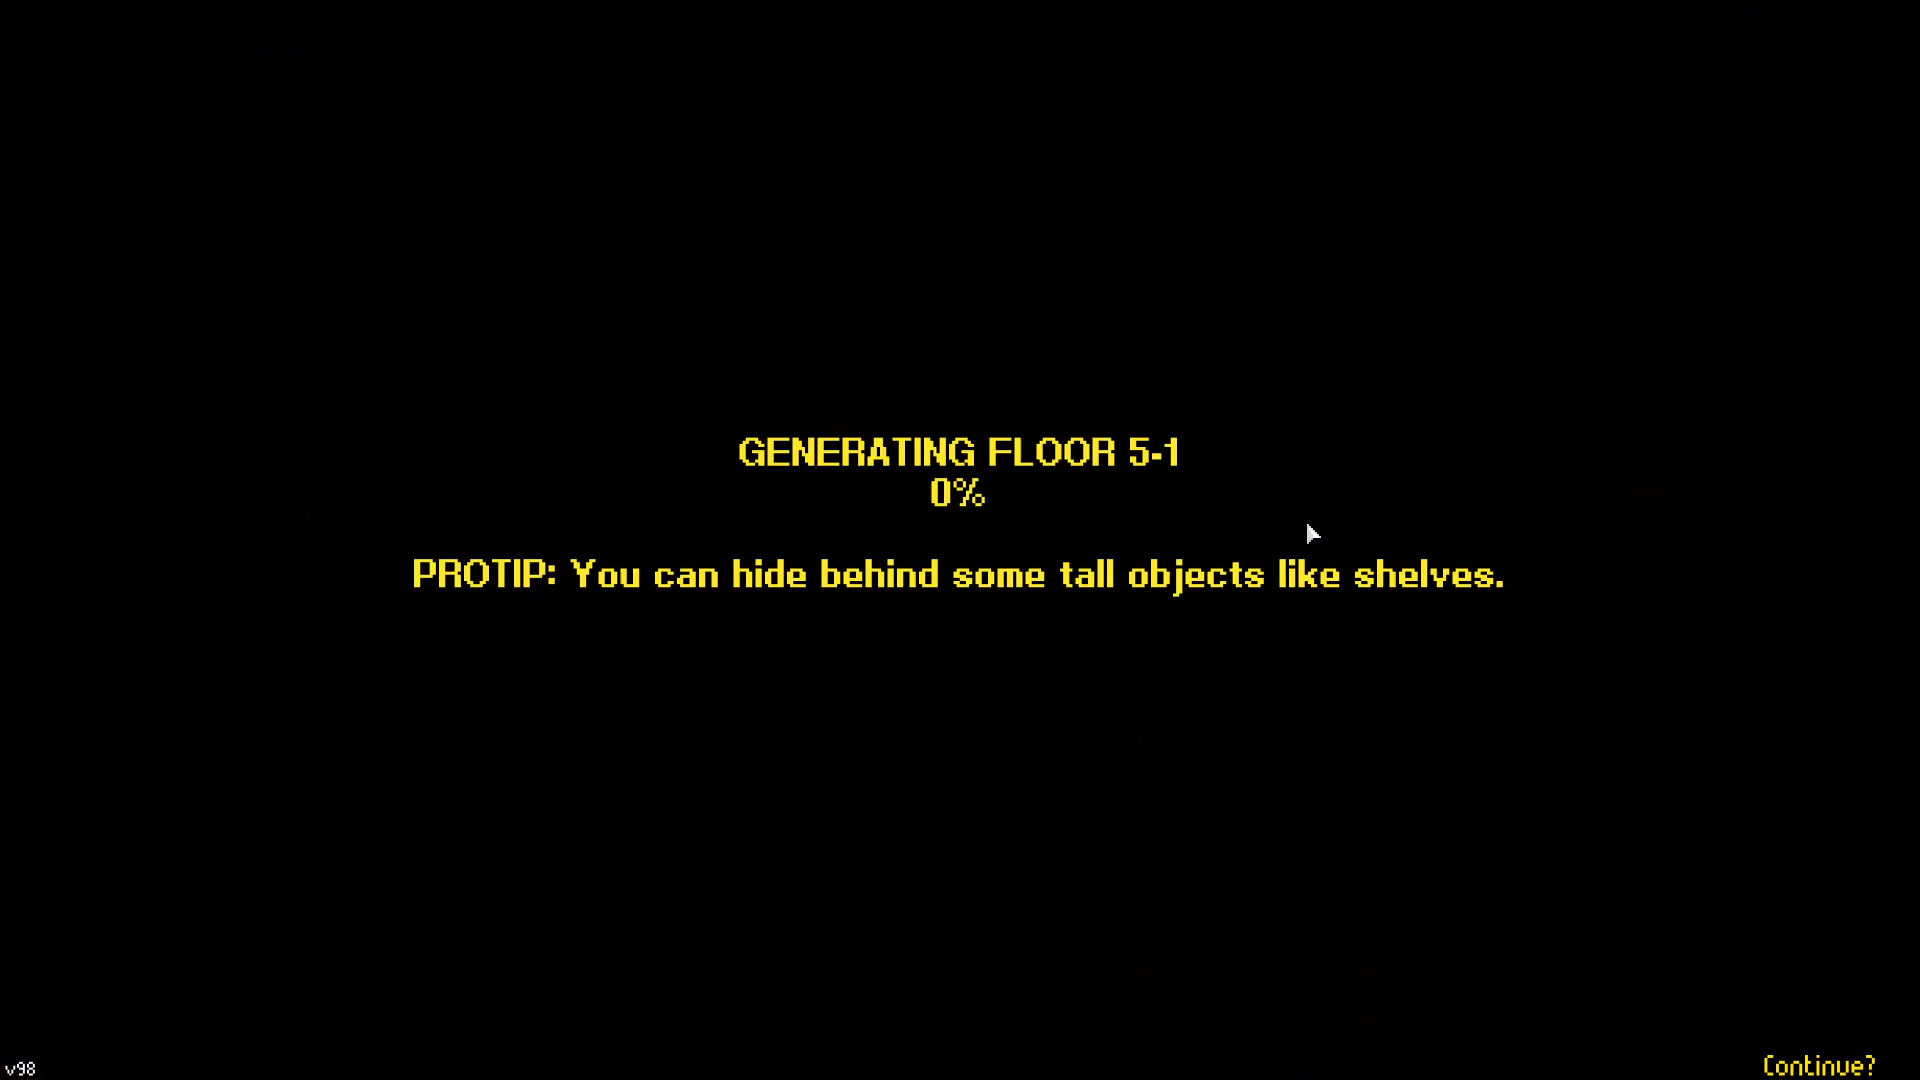 GENERATING FLOOR 5-1
0%
PROTIP: You can hide behind some tall objects like shelves.
v98
Continue?